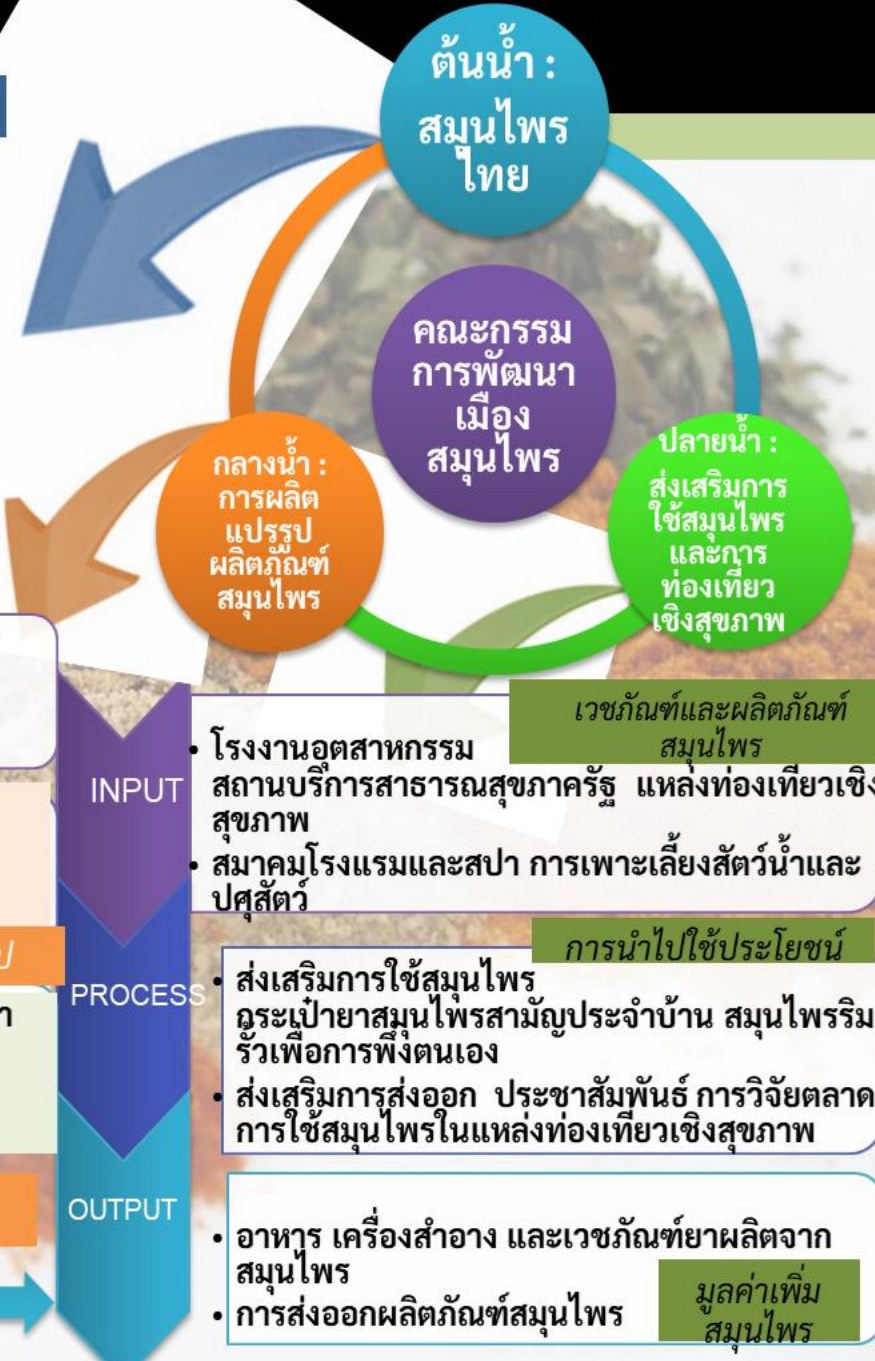 ต้นน้ำ :
สมุนไพร
ไทย
คณะกรรม
การพัฒนา
เมือง
สมุนไพร
กลางน้ำ :
การผลิต
แปรรูป
ผลิตภัณฑ์
สมุนไพร
ปลายน้ำ :
ส่งเสริมการ
ใช้สมุนไพร
และการ
ท่องเที่ยว
เชิงสุขภาพ
INPUT
เวชภัณฑ์และผลิตภัณฑ์
สมุนไพร
• โรงงานอุตสาหกรรม
สถานบริการสาธารณสุขภาครัฐ แหล่งท่องเที่ยวเชิง
สุขภาพ
• สมาคมโรงแรมและสปา การเพาะเลี้ยงสัตว์น้ำและ
ปศุสัตว์
PROCESS
การนำไปใช้ประโยชน์
• ส่งเสริมการใช้สมุนไพร
กระเป๋ายาสมุนไพรสามัญประจำบ้าน สมุนไพรริม
รั้วเพื่อการพึ่งตนเอง
• ส่งเสริมการส่งออก ประชาสัมพันธ์ การวิจัยตลาด
การใช้สมุนไพรในแหล่งท่องเที่ยวเชิงสุขภาพ
OUTPUT
• อาหาร เครื่องสำอาง และเวชภัณฑ์ยาผลิตจาก
สมุนไพร
• การส่งออกผลิตภัณฑ์สมุนไพร
มูลค่าเพิ่ม
สมุนไพร